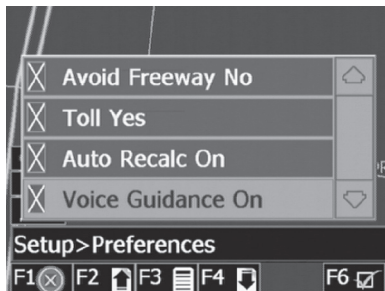 Avoid Freeway No
Toll Yes
Auto Recalc On
Voice Guidance On
Setup>Preferences
F1 F2 F3 F4 F6